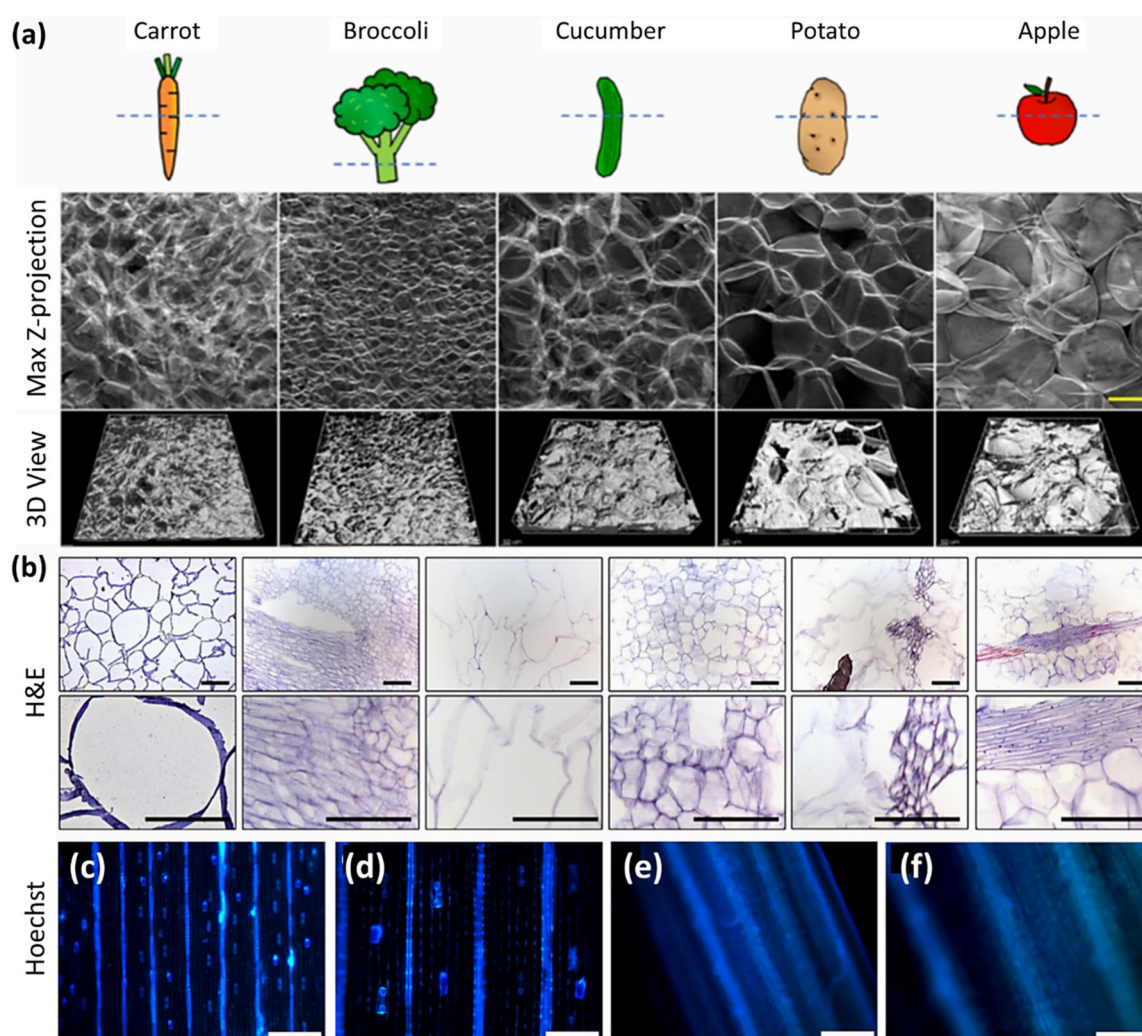 (a)
Carrot
Broccoli
Cucumber
Potato
Apple
Max Z-projection
3D View
(b)
H&E
Hoechst
(c)
(d)
(e)
(f)